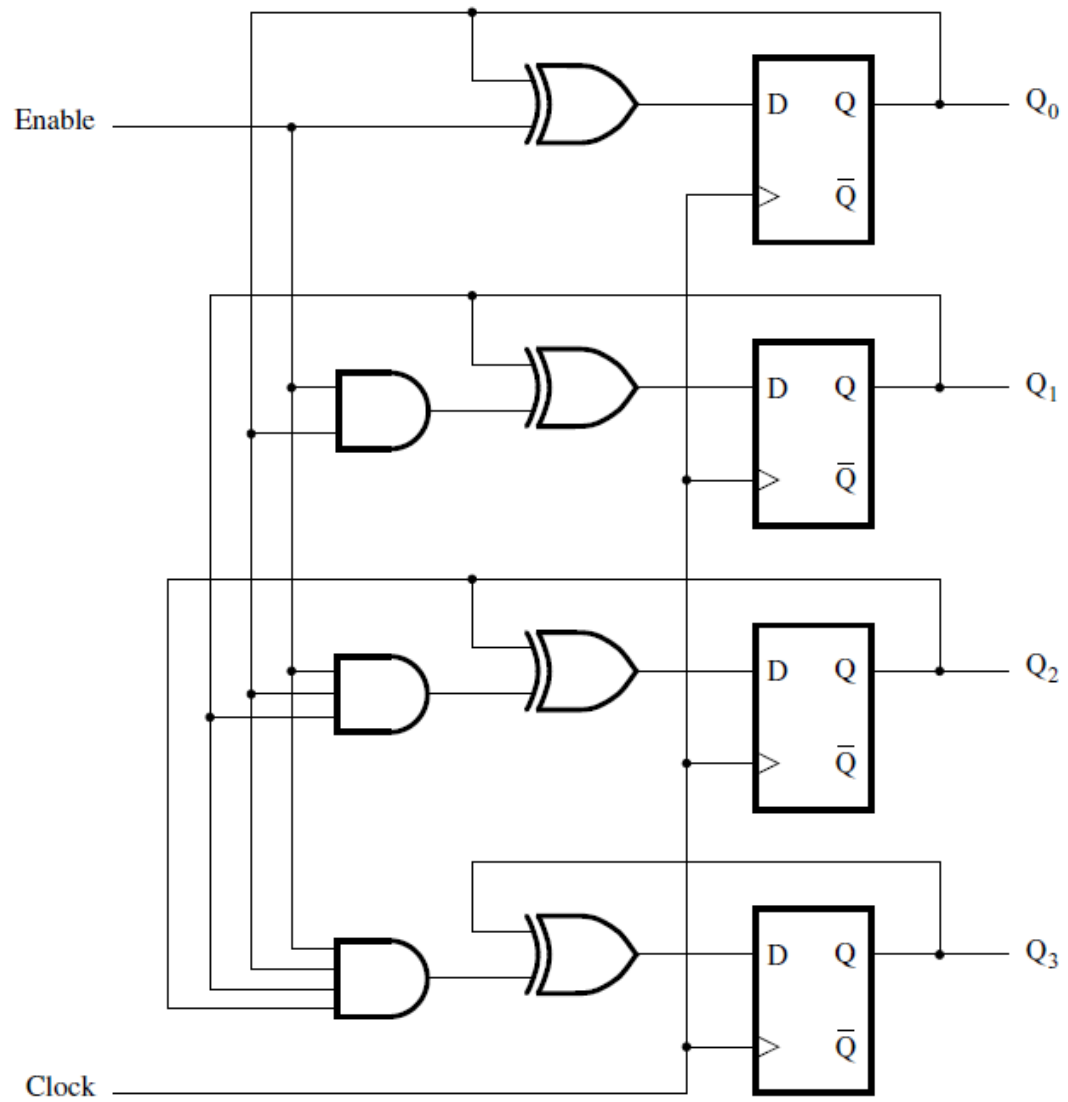 D Q Q₀
Enable
Q̅
D Q Q₁
Q̅
D Q Q₂
Q̅
D Q Q₃
Q̅
Clock